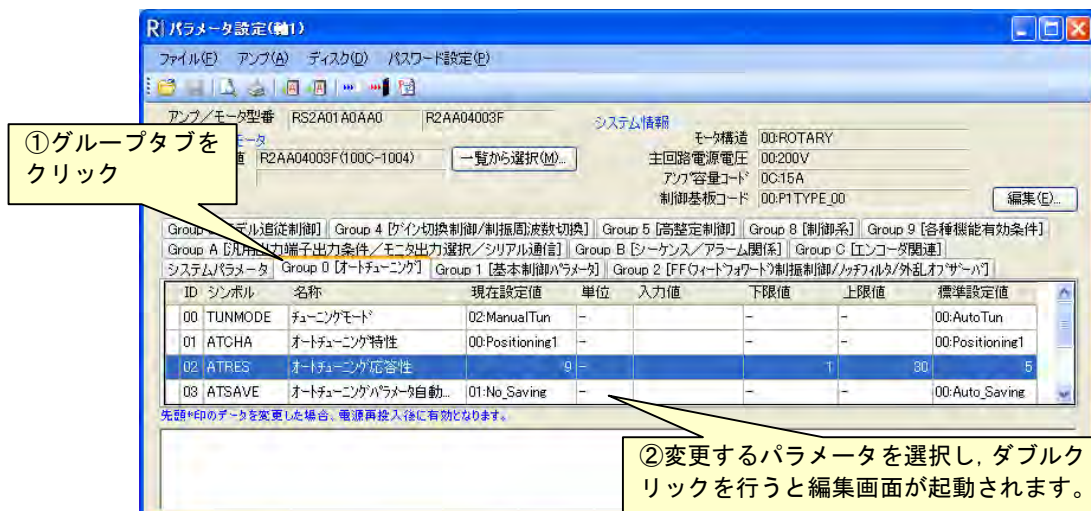 パラメータ設定(軸1)
ファイル(F) アンプ(A) ディスク(D) パスワード設定(P)
アンプ/モータ型番 RS2A01A0AA0 R2AA04003F
システム情報
①グループタブを
クリック
モータ
値 R2AA04003F(100C-1004) 一覧から選択(M)...
モータ構造 00:ROTARY
主回路電源電圧 00:200V
アンプ容量コード 0C:15A
制御基板コード 00:P1TYPE_00
編集(E)...
Group デル追従制御] Group 4 [ゲイン切換制御/制振周波数切換] Group 5 [高整定制御] Group 8 [制御系] Group 9 [各種機能有効条件]
Group A [汎用出力端子出力条件/モニタ出力選択/シリアル通信] Group B [シーケンス/アラーム関係] Group C [エンコーダ関連]
システムパラメータ Group 0 [オートチューニング] Group 1 [基本制御パラメータ] Group 2 [FF(フィードフォワード)制振制御/ノッチフィルタ/外乱オブザーバ]
ID シンボル 名称 現在設定値 単位 入力値 下限値 上限値 標準設定値
00 TUNMODE チューニングモード 02:ManualTun - - - 00:AutoTun
01 ATCHA オートチューニング特性 00:Positioning1 - - - 00:Positioning1
02 ATRES オートチューニング応答性 9 - 1 30 5
03 ATSAVE オートチューニングパラメータ自動... 01:No_Saving - - - 00:Auto_Saving
先頭*印のデータを変更した場合、電源再投入後に有効となります。
②変更するパラメータを選択し, ダブルク
リックを行うと編集画面が起動されます。